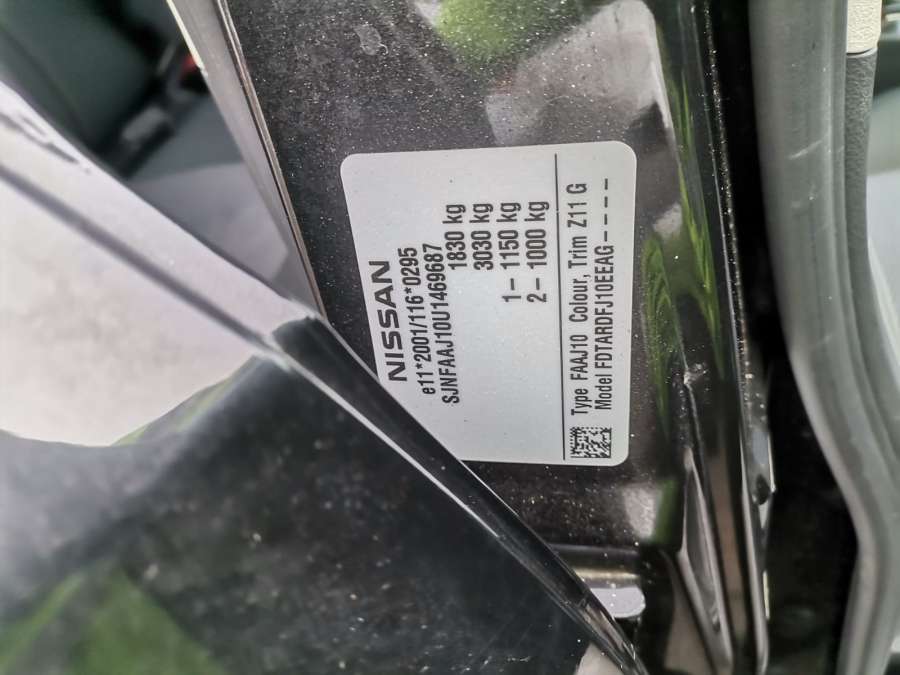 NISSAN
e11*2001/116*0295
SJNFAAJ10U1469687
1830 kg
3030 kg
1– 1150 kg
2– 1000 kg
Type FAAJ10 Colour, Trim Z11 G
Model FDTARDFJ10EEAG– – – –